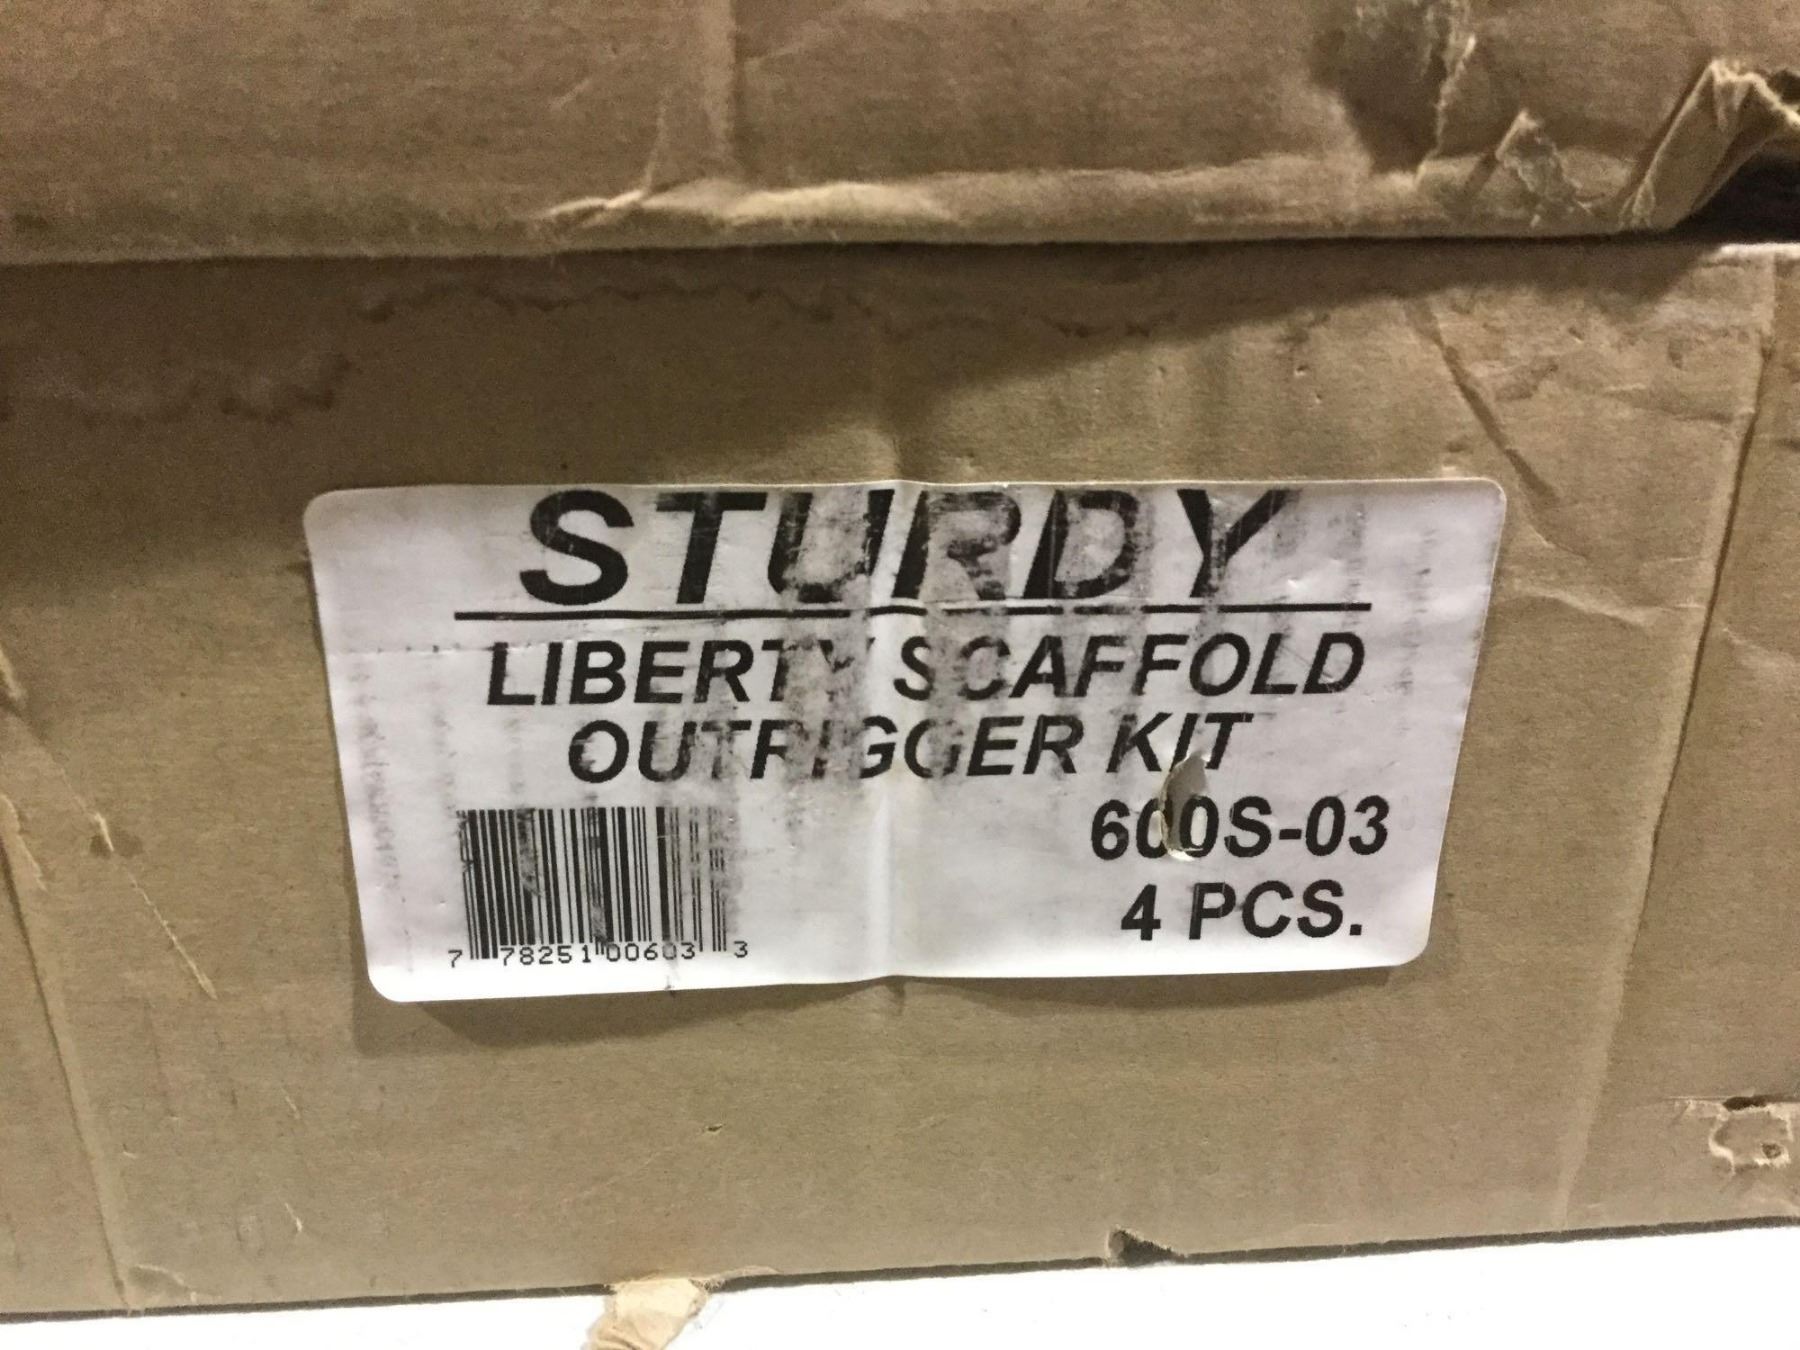 STURDY
LIBERTY SCAFFOLD
OUTRIGGER KIT
600S-03
4 PCS.
7 78251 00603 3